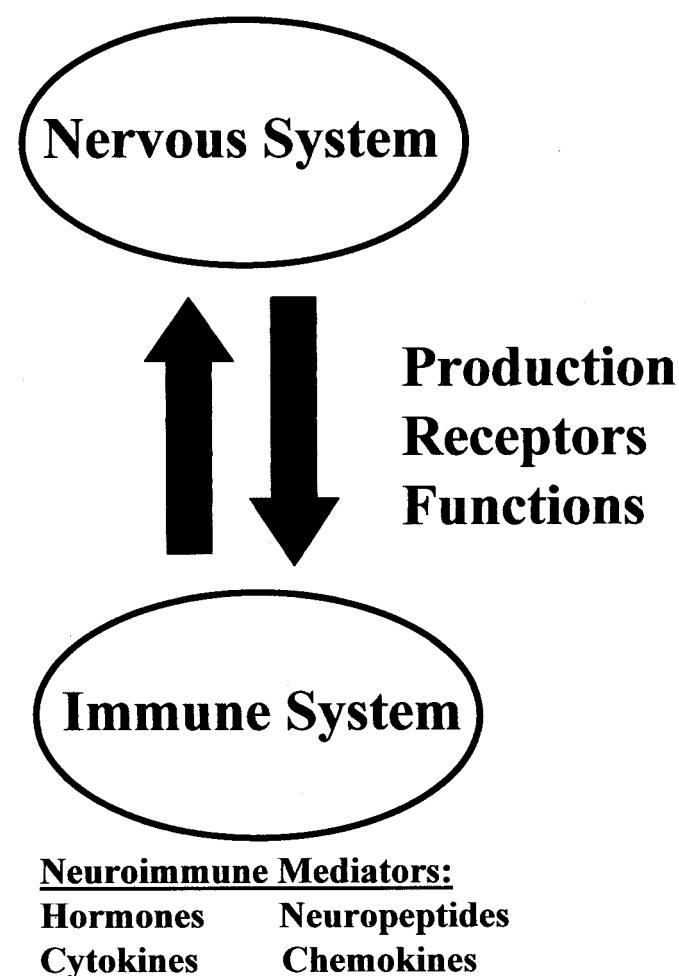 Nervous System
Production
Receptors
Functions
Immune System
Neuroimmune Mediators:
Hormones Neuropeptides
Cytokines Chemokines